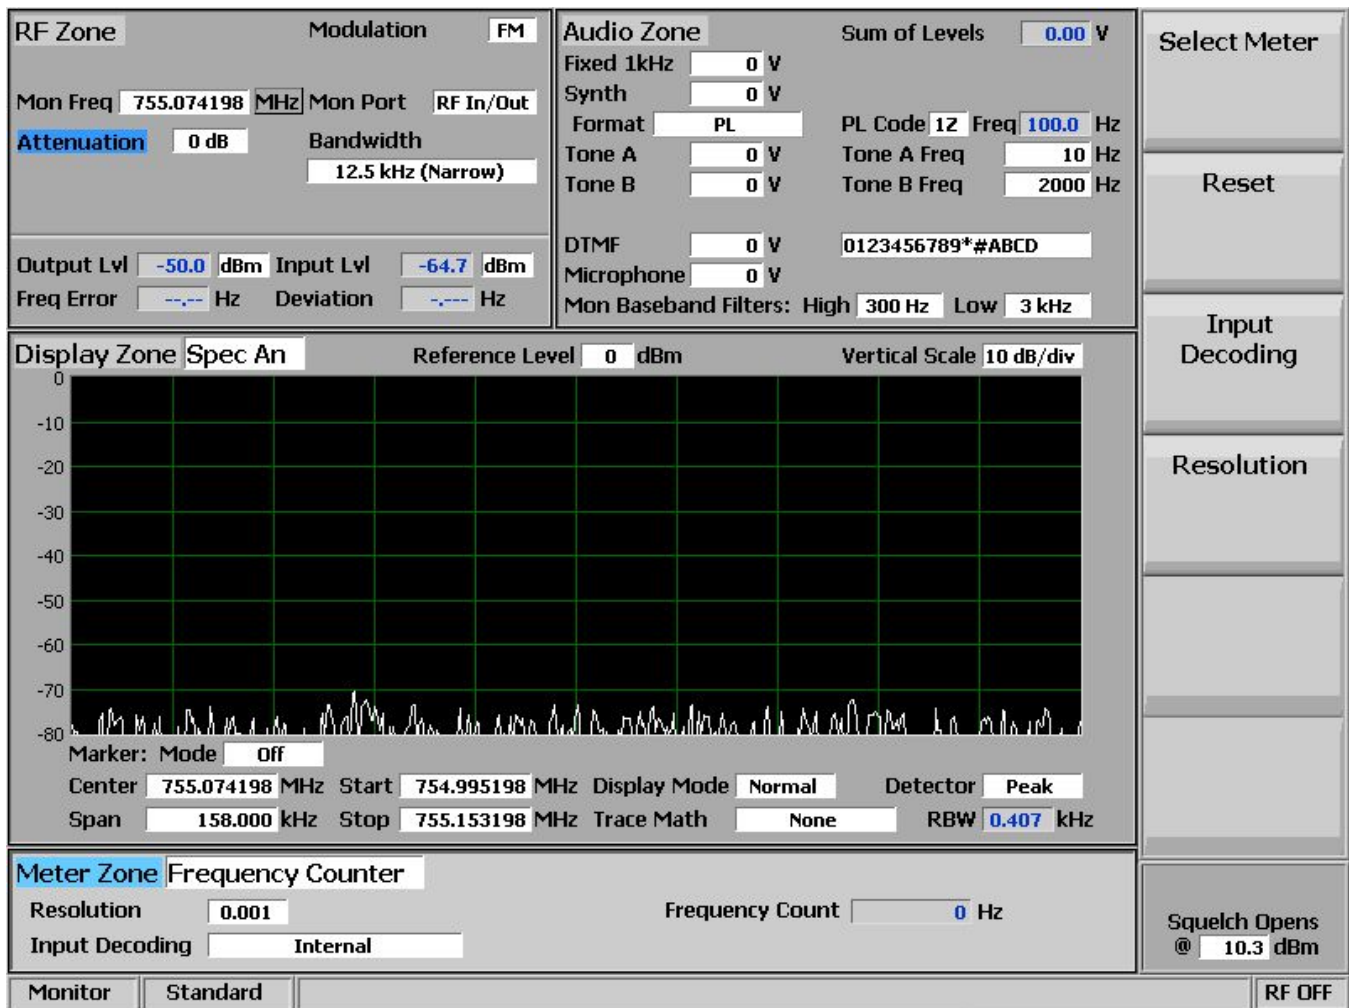 RF Zone Modulation FM
Mon Freq 755.074198 MHz Mon Port RF In/Out
Attenuation 0 dB Bandwidth
12.5 kHz (Narrow)
Output Lvl -50.0 dBm Input Lvl -64.7 dBm
Freq Error --.-- Hz Deviation -.--- Hz
Audio Zone Sum of Levels 0.00 V
Fixed 1kHz 0 V
Synth 0 V
Format PL PL Code 1Z Freq 100.0 Hz
Tone A 0 V Tone A Freq 10 Hz
Tone B 0 V Tone B Freq 2000 Hz
DTMF 0 V 0123456789*#ABCD
Microphone 0 V
Mon Baseband Filters: High 300 Hz Low 3 kHz
Display Zone Spec An Reference Level 0 dBm Vertical Scale 10 dB/div
0
-10
-20
-30
-40
-50
-60
-70
-80
Marker: Mode Off
Center 755.074198 MHz Start 754.995198 MHz Display Mode Normal Detector Peak
Span 158.000 kHz Stop 755.153198 MHz Trace Math None RBW 0.407 kHz
Meter Zone Frequency Counter
Resolution 0.001 Frequency Count 0 Hz
Input Decoding Internal
Select Meter
Reset
Input
Decoding
Resolution
Squelch Opens
@ 10.3 dBm
Monitor Standard RF OFF